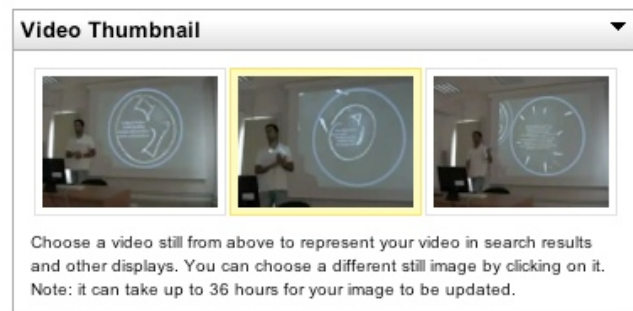 Video Thumbnail
Choose a video still from above to represent your video in search results
and other displays. You can choose a different still image by clicking on it.
Note: it can take up to 36 hours for your image to be updated.